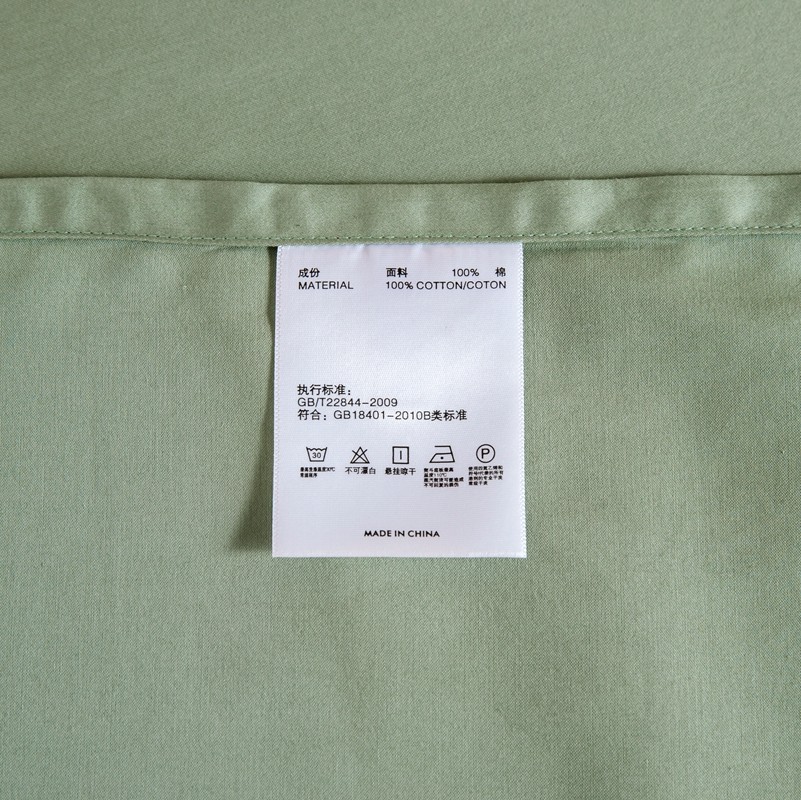 成份 面料 100% 棉
MATERIAL 100% COTTON/COTON
执行标准：
GB/T22844-2009
符合：GB18401-2010B类标准
30 P
不可漂白 悬挂晾干
MADE IN CHINA